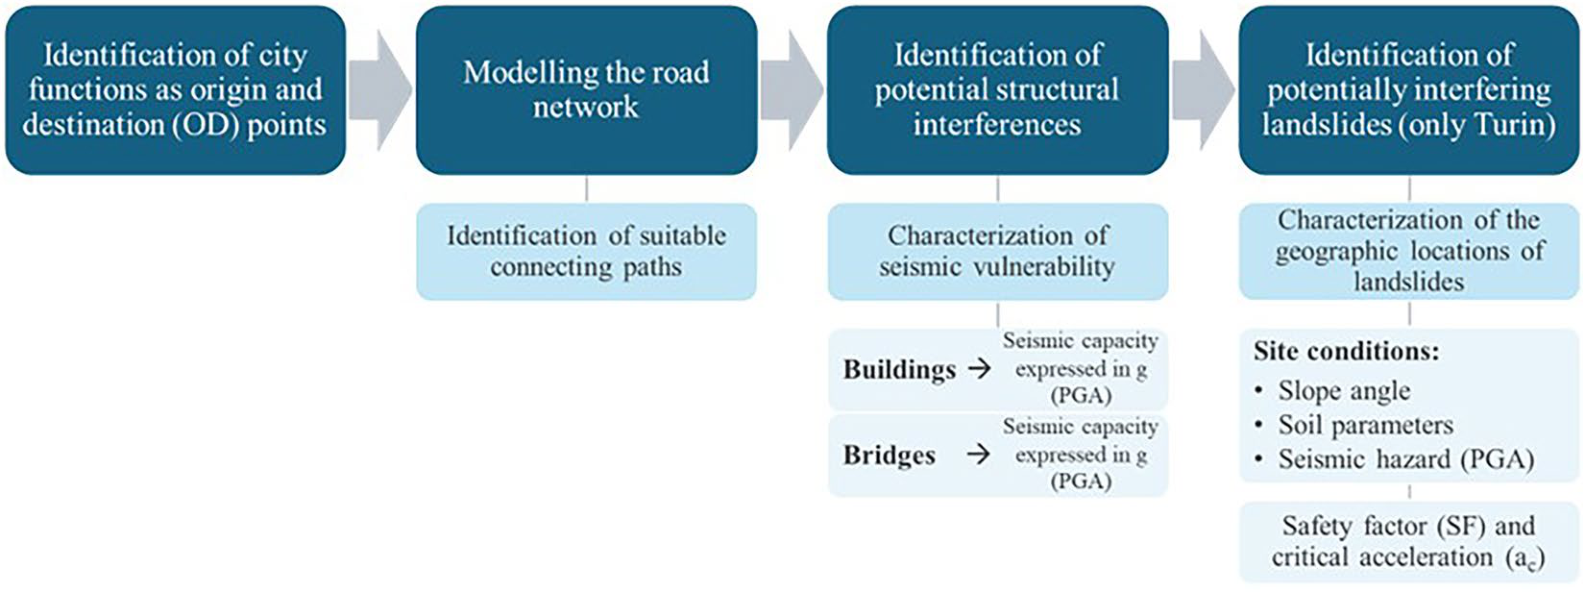 Identification of city
functions as origin and
destination (OD) points
Modelling the road
network
Identification of suitable
connecting paths
Identification of
potential structural
interferences
Characterization of
seismic vulnerability
Buildings →
Seismic capacity
expressed in g
(PGA)
Bridges →
Seismic capacity
expressed in g
(PGA)
Identification of
potentially interfering
landslides (only Turin)
Characterization of the
geographic locations of
landslides
Site conditions:
• Slope angle
• Soil parameters
• Seismic hazard (PGA)
Safety factor (SF) and
critical acceleration (ac)